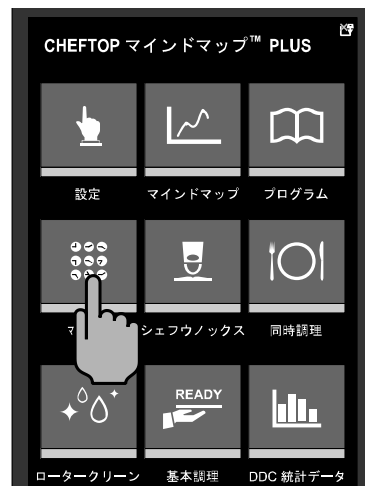 CHEFTOP マインドマップ™ PLUS
設定 マインドマップ プログラム
シェフウノックス 同時調理
READY
ロータークリーン 基本調理 DDC 統計データ